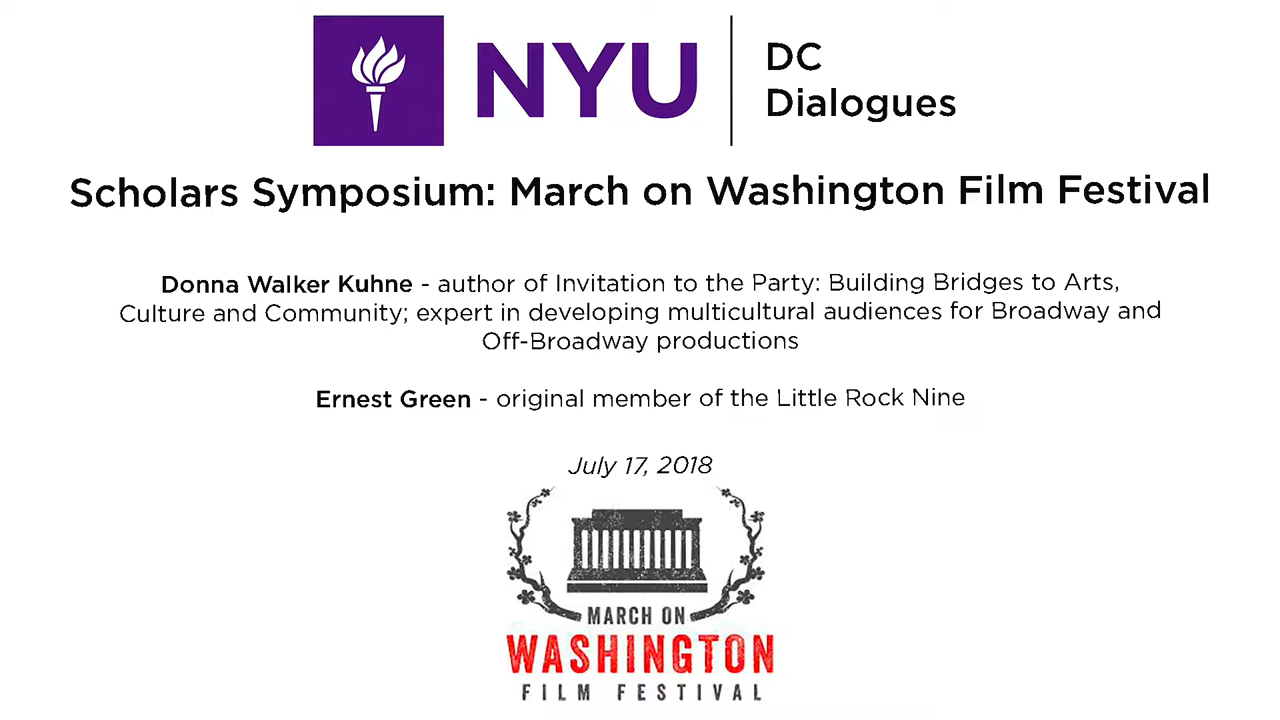 NYU
DC
Dialogues
Scholars Symposium: March on Washington Film Festival
Donna Walker Kuhne - author of Invitation to the Party: Building Bridges to Arts,
Culture and Community; expert in developing multicultural audiences for Broadway and
Off-Broadway productions
Ernest Green - original member of the Little Rock Nine
July 17, 2018
MARCH ON
WASHINGTON
FILM FESTIVAL